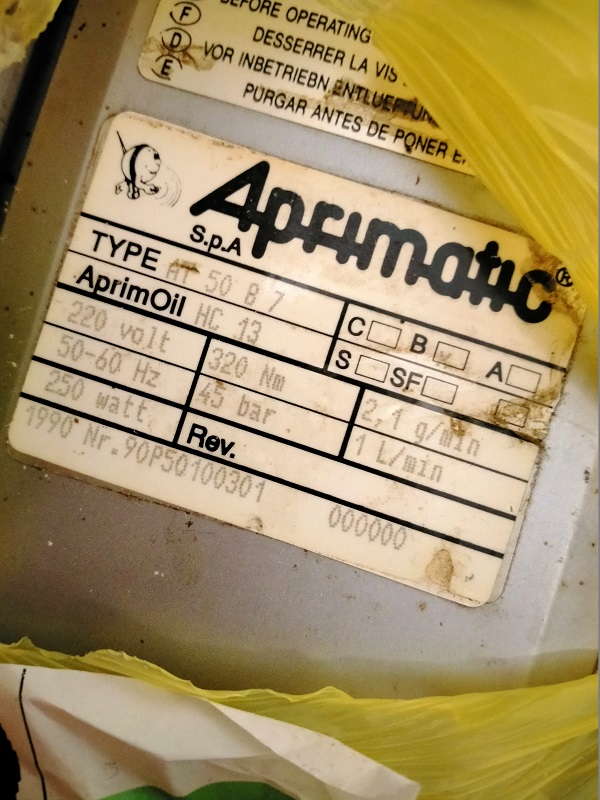 BEFORE OPERATING
F
DESSERRER LA VIS
D
VOR INBETRIEBN ENTLUEFTUN
E
PURGAR ANTES DE PONER E
Aprimatic®
S.p.A
TYPE AT 50 B 7
AprimOil HC 13
C B A
S SF
220 volt 320 Nm 2,1 g/min
50-60 Hz 45 bar 1 L/min
250 watt Rev.
1990 Nr.90P50100301 000000